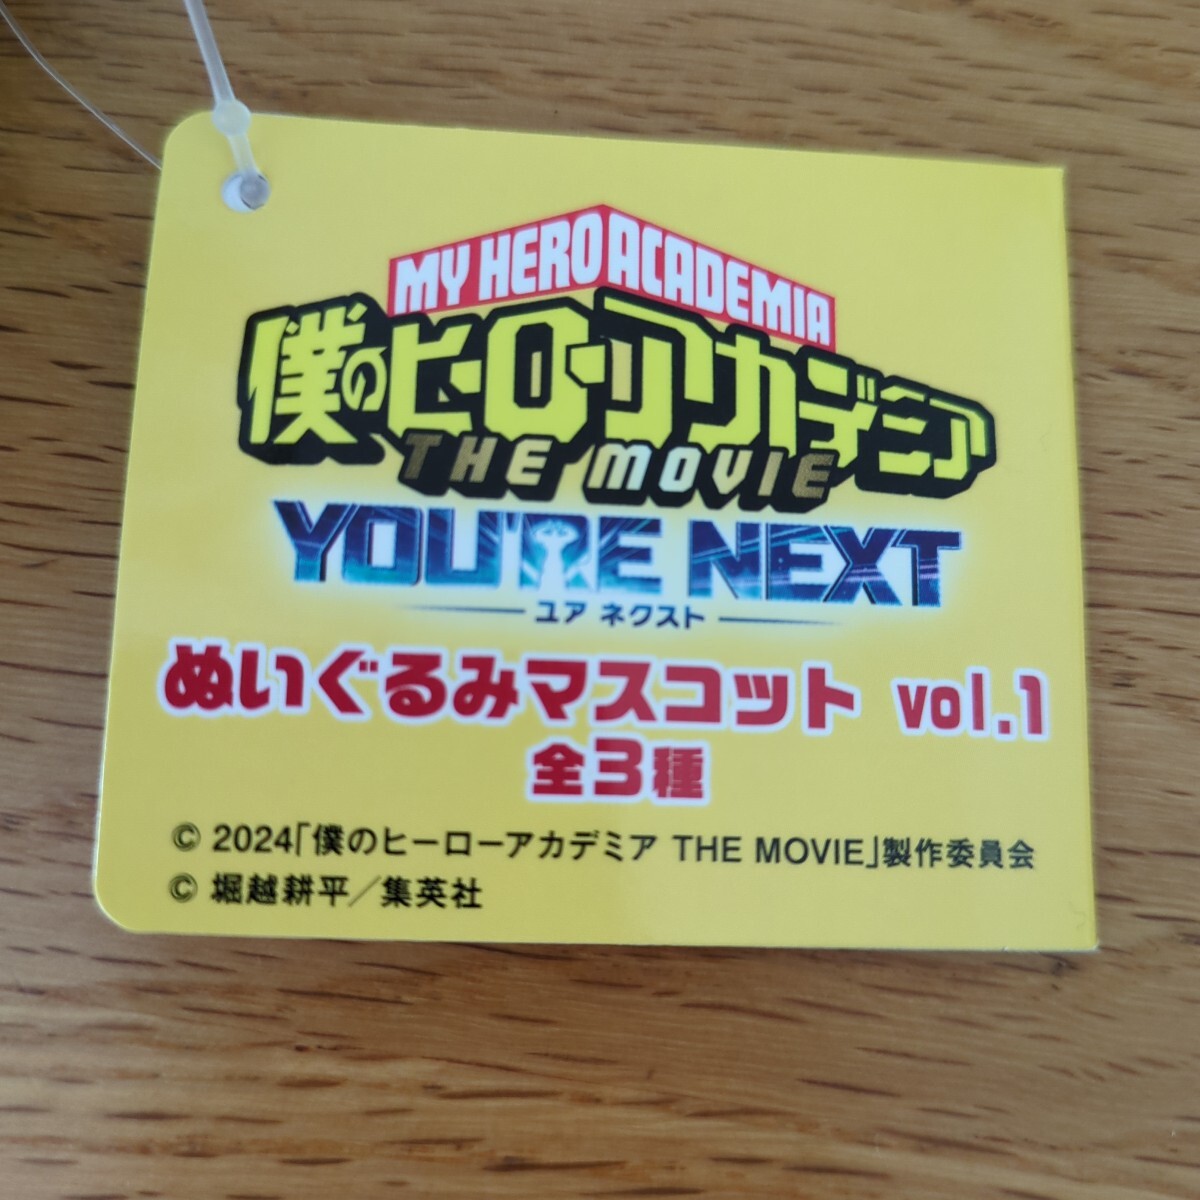 MY HERO ACADEMIA
僕のヒーローアカデミア
THE MOVIE
YOU'RE NEXT
ユア ネクスト
ぬいぐるみマスコット vol.1
全3種
© 2024「僕のヒーローアカデミア THE MOVIE」製作委員会
© 堀越耕平／集英社